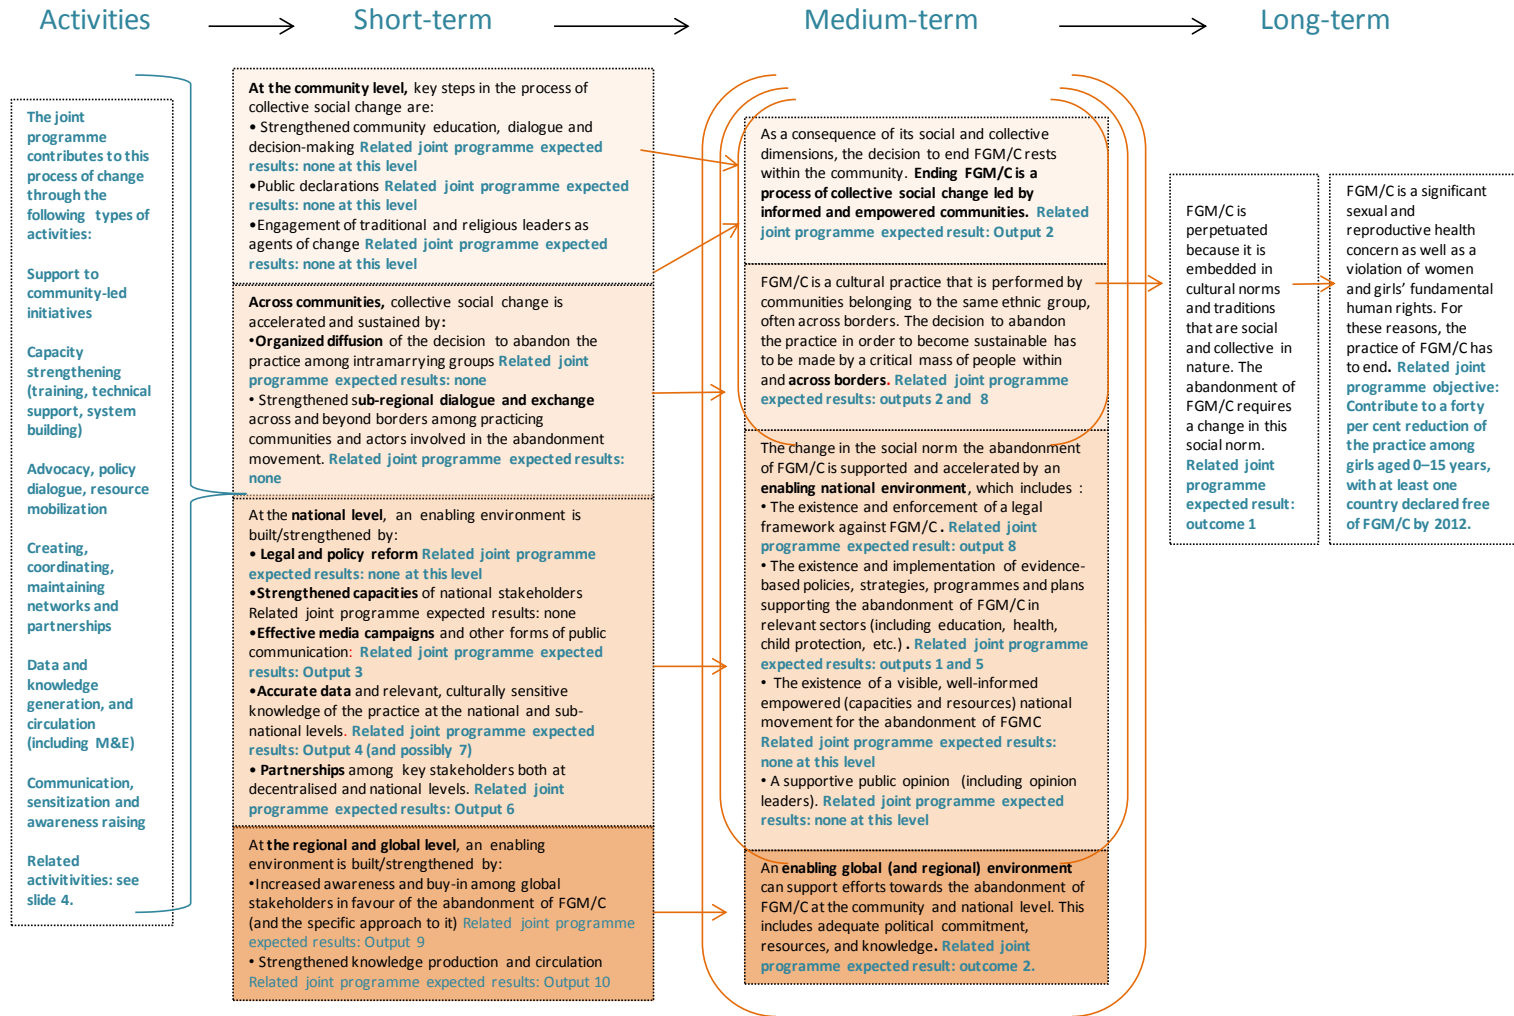 Activities
Short-term
Medium-term
Long-term
The joint
programme
contributes to this
process of change
through the
following types of
activities:
Support to
community-led
initiatives
Capacity
strengthening
(training, technical
support, system
building)
Advocacy, policy
dialogue, resource
mobilization
Creating,
coordinating,
maintaining
networks and
partnerships
Data and
knowledge
generation, and
circulation
(including M&E)
Communication,
sensitization and
awareness raising
Related
activitivities: see
slide 4.
At the community level, key steps in the process of
collective social change are:
• Strengthened community education, dialogue and
decision-making Related joint programme expected
results: none at this level
•Public declarations Related joint programme expected
results: none at this level
•Engagement of traditional and religious leaders as
agents of change Related joint programme expected
results: none at this level
Across communities, collective social change is
accelerated and sustained by:
•Organized diffusion of the decision to abandon the
practice among intramarrying groups Related joint
programme expected results: none
• Strengthened sub-regional dialogue and exchange
across and beyond borders among practicing
communities and actors involved in the abandonment
movement. Related joint programme expected results:
none
At the national level, an enabling environment is
built/strengthened by:
• Legal and policy reform Related joint programme
expected results: none at this level
•Strengthened capacities of national stakeholders
Related joint programme expected results: none
•Effective media campaigns and other forms of public
communication: Related joint programme expected
results: Output 3
•Accurate data and relevant, culturally sensitive
knowledge of the practice at the national and sub-
national levels. Related joint programme expected
results: Output 4 (and possibly 7)
• Partnerships among key stakeholders both at
decentralised and national levels. Related joint
programme expected results: Output 6
At the regional and global level, an enabling
environment is built/strengthened by:
•Increased awareness and buy-in among global
stakeholders in favour of the abandonment of FGM/C
(and the specific approach to it) Related joint programme
expected results: Output 9
• Strengthened knowledge production and circulation
Related joint programme expected results: Output 10
As a consequence of its social and collective
dimensions, the decision to end FGM/C rests
within the community. Ending FGM/C is a
process of collective social change led by
informed and empowered communities. Related
joint programme expected result: Output 2
FGM/C is a cultural practice that is performed by
communities belonging to the same ethnic group,
often across borders. The decision to abandon
the practice in order to become sustainable has
to be made by a critical mass of people within
and across borders. Related joint programme
expected results: outputs 2 and 8
The change in the social norm the abandonment
of FGM/C is supported and accelerated by an
enabling national environment, which includes :
• The existence and enforcement of a legal
framework against FGM/C . Related joint
programme expected result: output 8
• The existence and implementation of evidence-
based policies, strategies, programmes and plans
supporting the abandonment of FGM/C in
relevant sectors (including education, health,
child protection, etc.) . Related joint programme
expected results: outputs 1 and 5
• The existence of a visible, well-informed
empowered (capacities and resources) national
movement for the abandonment of FGMC
Related joint programme expected results:
none at this level
• A supportive public opinion (including opinion
leaders). Related joint programme expected
results: none at this level
An enabling global (and regional) environment
can support efforts towards the abandonment of
FGM/C at the community and national level. This
includes adequate political commitment,
resources, and knowledge. Related joint
programme expected result: outcome 2.
FGM/C is
perpetuated
because it is
embedded in
cultural norms
and traditions
that are social
and collective in
nature. The
abandonment of
FGM/C requires
a change in this
social norm.
Related joint
programme
expected result:
outcome 1
FGM/C is a significant
sexual and
reproductive health
concern as well as a
violation of women
and girls' fundamental
human rights. For
these reasons, the
practice of FGM/C has
to end. Related joint
programme objective:
Contribute to a forty
per cent reduction of
the practice among
girls aged 0–15 years,
with at least one
country declared free
of FGM/C by 2012.